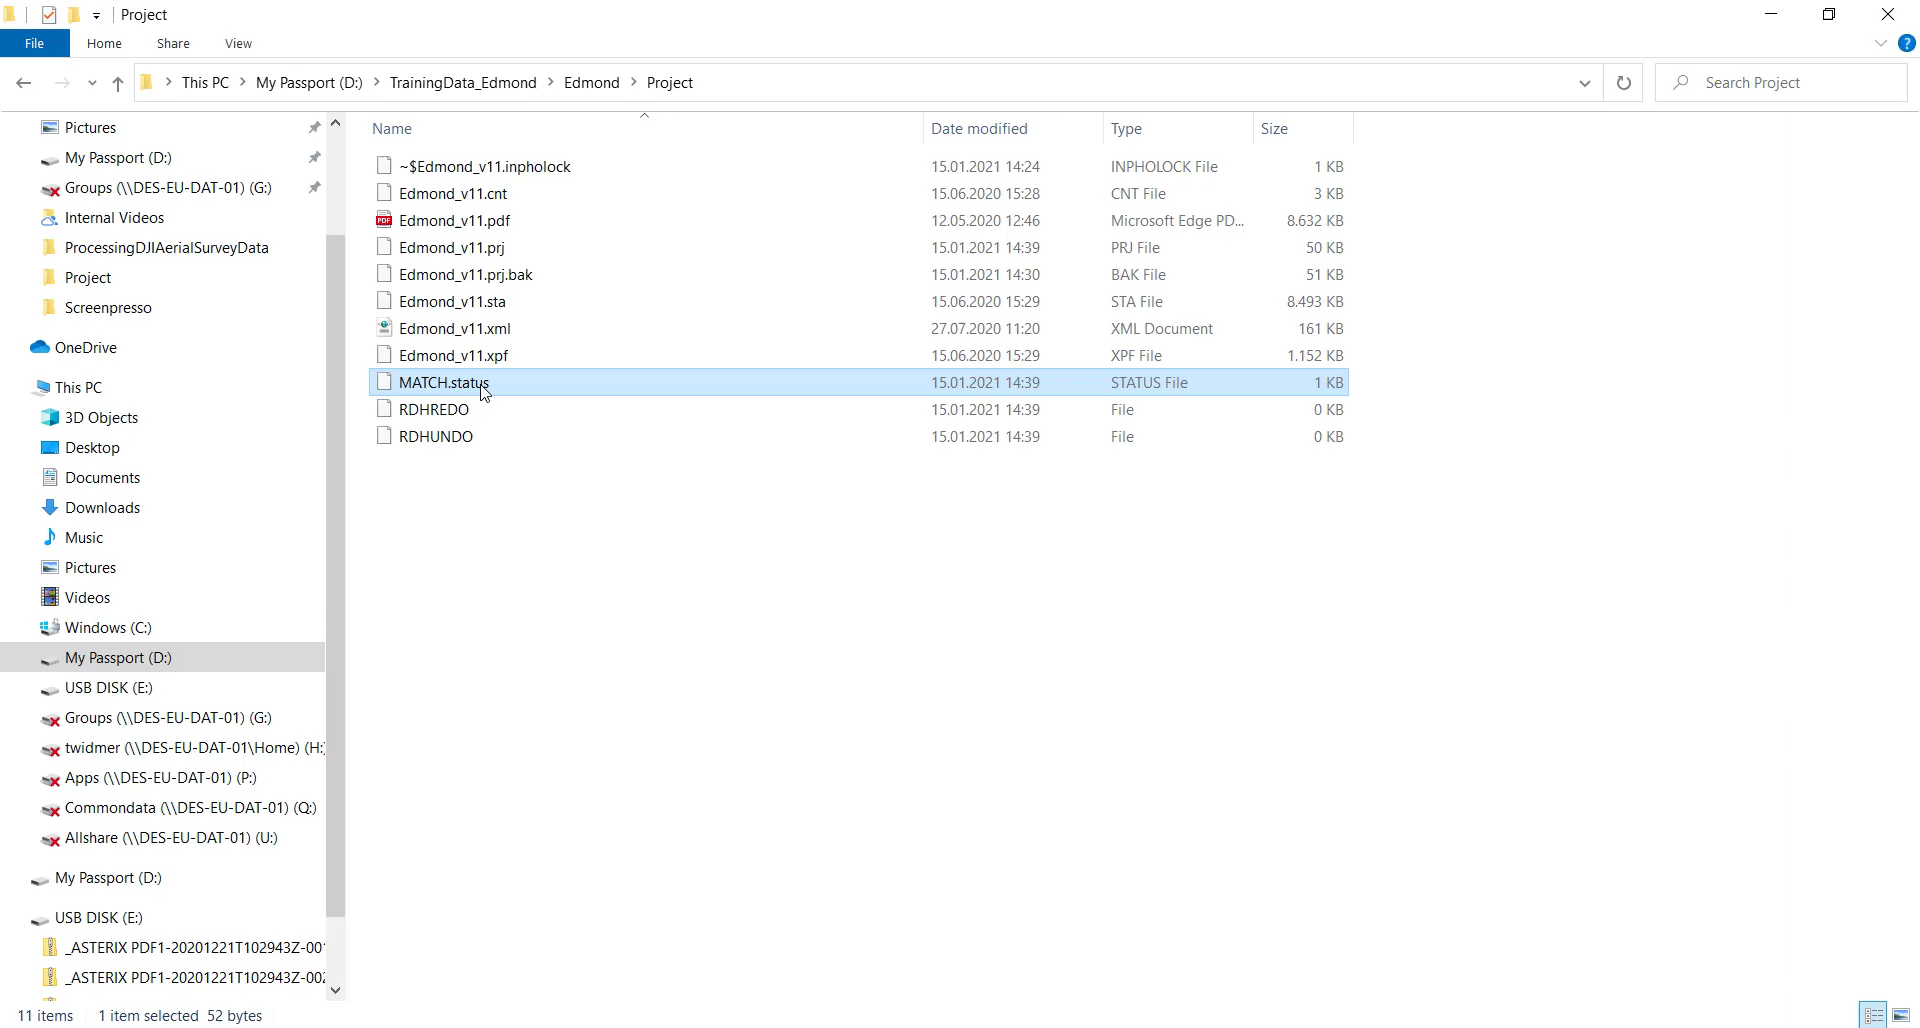 Project
File Home Share View
This PC My Passport (D:) TrainingData_Edmond Edmond Project
Search Project
Pictures
My Passport (D:)
Groups (\\DES-EU-DAT-01) (G:)
Internal Videos
ProcessingDJIAerialSurveyData
Project
Screenpresso
OneDrive
This PC
3D Objects
Desktop
Documents
Downloads
Music
Pictures
Videos
Windows (C:)
My Passport (D:)
USB DISK (E:)
Groups (\\DES-EU-DAT-01) (G:)
twidmer (\\DES-EU-DAT-01\Home) (H:
Apps (\\DES-EU-DAT-01) (P:)
Commondata (\\DES-EU-DAT-01) (Q:)
Allshare (\\DES-EU-DAT-01) (U:)
My Passport (D:)
USB DISK (E:)
_ASTERIX PDF1-20201221T102943Z-001
_ASTERIX PDF1-20201221T102943Z-002
Name Date modified Type Size
~$Edmond_v11.inpholock 15.01.2021 14:24 INPHOLOCK File 1 KB
Edmond_v11.cnt 15.06.2020 15:28 CNT File 3 KB
PDF Edmond_v11.pdf 12.05.2020 12:46 Microsoft Edge PD... 8.632 KB
Edmond_v11.prj 15.01.2021 14:39 PRJ File 50 KB
Edmond_v11.prj.bak 15.01.2021 14:30 BAK File 51 KB
Edmond_v11.sta 15.06.2020 15:29 STA File 8.493 KB
Edmond_v11.xml 27.07.2020 11:20 XML Document 161 KB
Edmond_v11.xpf 15.06.2020 15:29 XPF File 1.152 KB
MATCH.status 15.01.2021 14:39 STATUS File 1 KB
RDHREDO 15.01.2021 14:39 File 0 KB
RDHUNDO 15.01.2021 14:39 File 0 KB
11 items 1 item selected 52 bytes